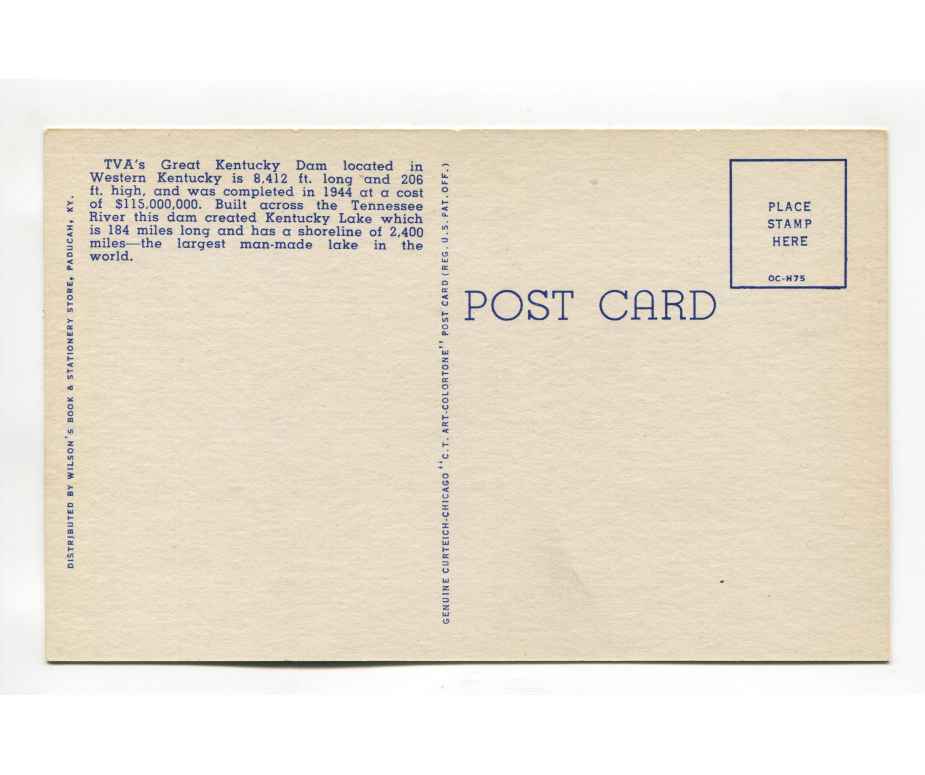 TVA's Great Kentucky Dam located in
Western Kentucky is 8,412 ft. long and 206
ft. high, and was completed in 1944 at a cost
of $115,000,000. Built across the Tennessee
River this dam created Kentucky Lake which
is 184 miles long and has a shoreline of 2,400
miles—the largest man-made lake in the
world.
DISTRIBUTED BY WILSON'S BOOK & STATIONERY STORE, PADUCAH, KY.
GENUINE CURTEICH-CHICAGO "C.T. ART-COLORTONE" POST CARD (REG. U.S. PAT. OFF.)
POST CARD
PLACE
STAMP
HERE
OC-H75